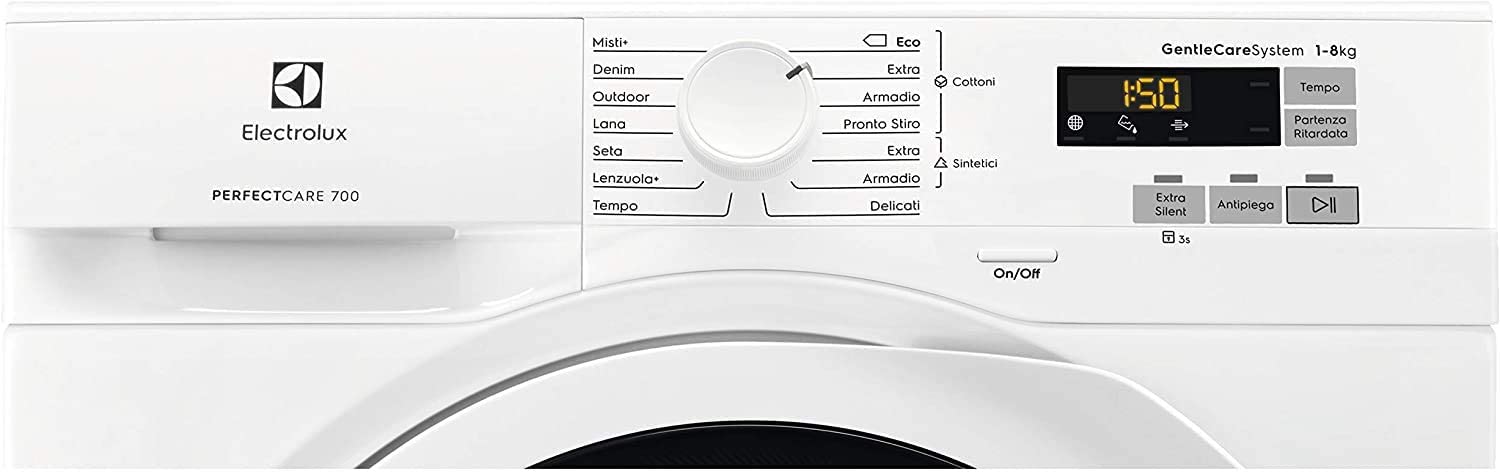 Electrolux
PERFECTCARE 700
Misti+
Denim
Outdoor
Lana
Seta
Lenzuola+
Tempo
Eco
Extra
Armadio
Pronto Stiro
Extra
Armadio
Delicati
Cottoni
Sintetici
GentleCareSystem 1-8kg
1:50
Tempo
Partenza
Ritardata
Extra
Silent
Antipiega
3s
On/Off